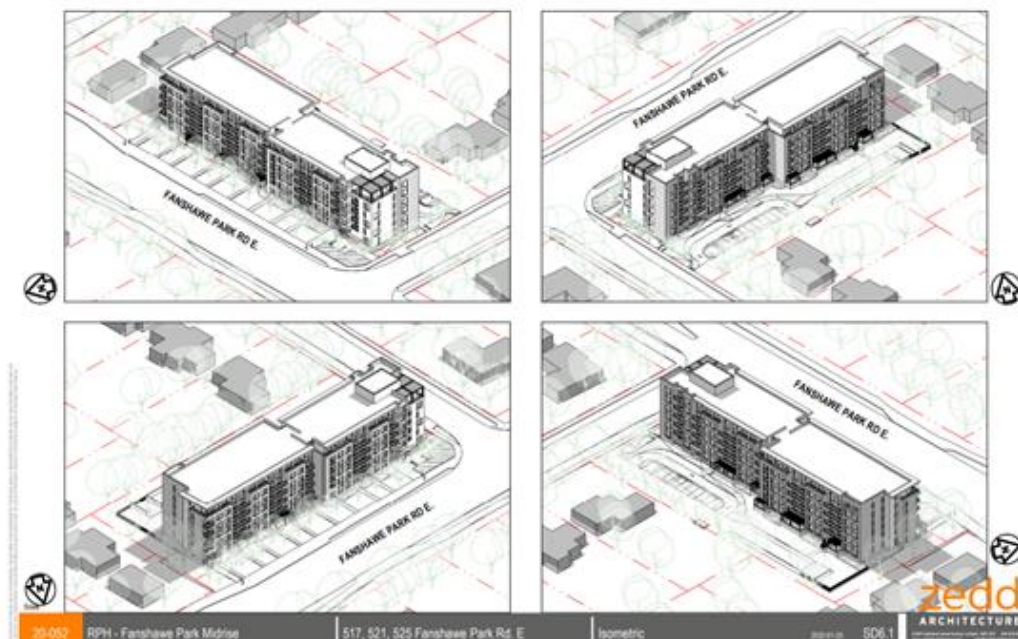 FANSHAWE PARK RD E.
FANSHAWE PARK RD E.
FANSHAWE PARK RD E.
FANSHAWE PARK RD E.
20-052 RPH - Fanshawe Park Midrise 517, 521, 525 Fanshawe Park Rd. E Isometric SD6.1
zedd
ARCHITECTURE